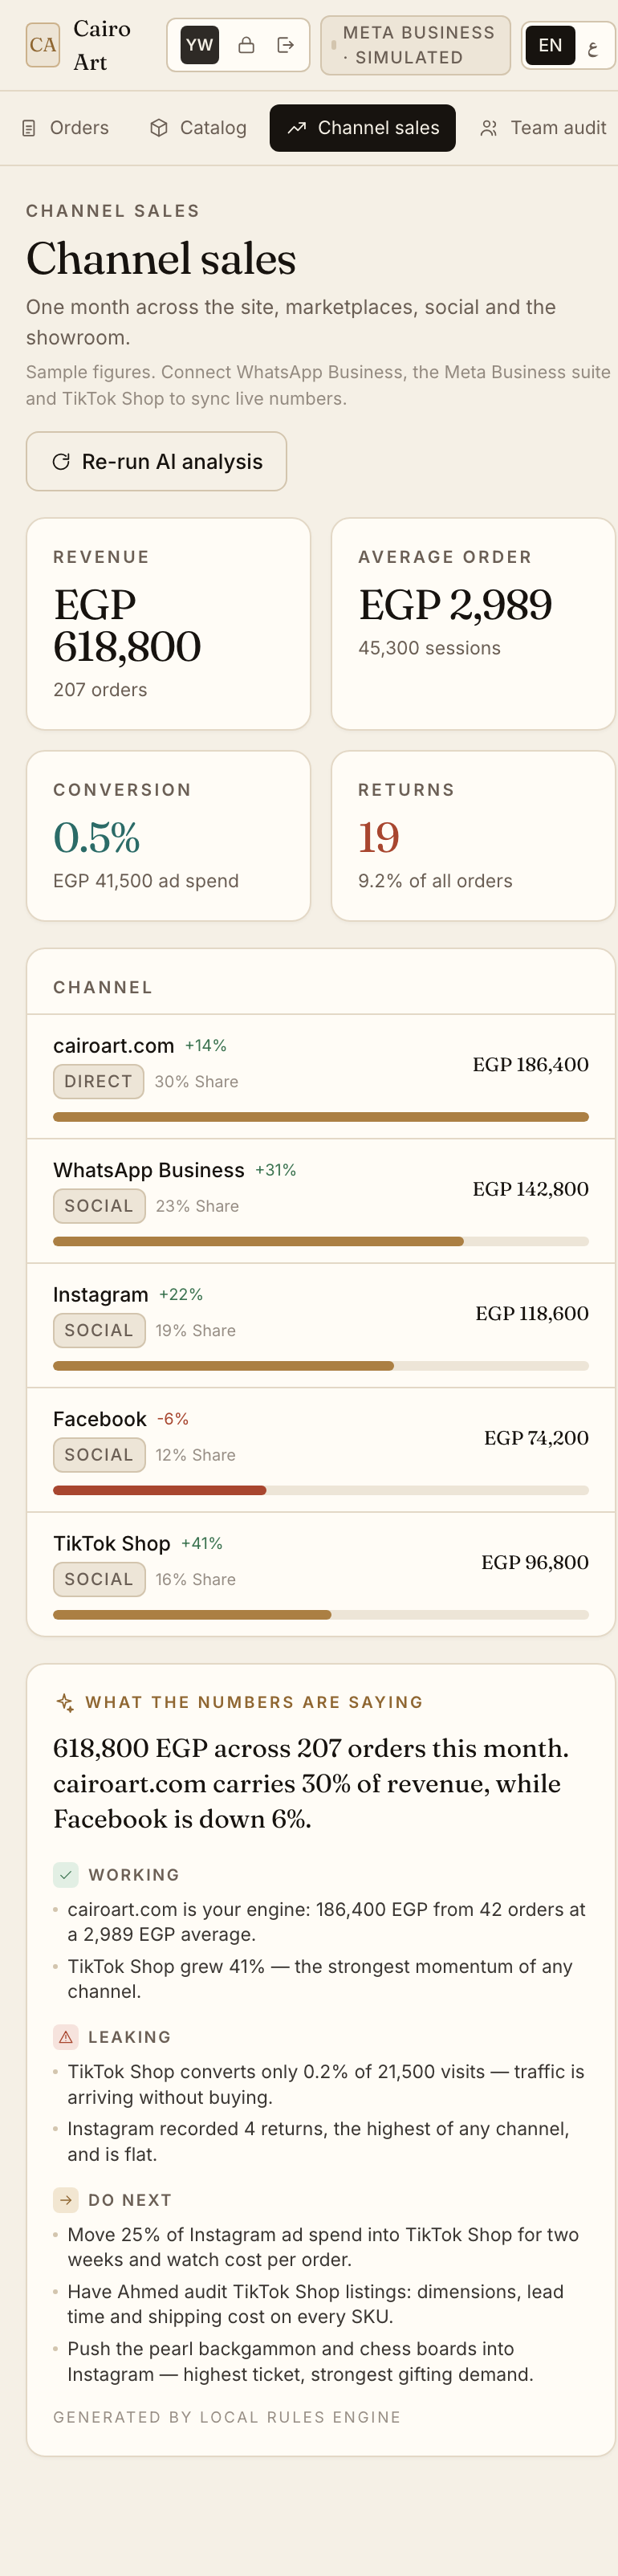 CA
Cairo
Art
YW
META BUSINESS
· SIMULATED
EN
ع
Orders
Catalog
Channel sales
Team audit
CHANNEL SALES
Channel sales
One month across the site, marketplaces, social and the
showroom.
Sample figures. Connect WhatsApp Business, the Meta Business suite
and TikTok Shop to sync live numbers.
Re-run AI analysis
REVENUE
EGP
618,800
207 orders
AVERAGE ORDER
EGP 2,989
45,300 sessions
CONVERSION
0.5%
EGP 41,500 ad spend
RETURNS
19
9.2% of all orders
CHANNEL
cairoart.com +14%
DIRECT 30% Share
EGP 186,400
WhatsApp Business +31%
SOCIAL 23% Share
EGP 142,800
Instagram +22%
SOCIAL 19% Share
EGP 118,600
Facebook -6%
SOCIAL 12% Share
EGP 74,200
TikTok Shop +41%
SOCIAL 16% Share
EGP 96,800
WHAT THE NUMBERS ARE SAYING
618,800 EGP across 207 orders this month.
cairoart.com carries 30% of revenue, while
Facebook is down 6%.
WORKING
• cairoart.com is your engine: 186,400 EGP from 42 orders at
a 2,989 EGP average.
• TikTok Shop grew 41% — the strongest momentum of any
channel.
LEAKING
• TikTok Shop converts only 0.2% of 21,500 visits — traffic is
arriving without buying.
• Instagram recorded 4 returns, the highest of any channel,
and is flat.
DO NEXT
• Move 25% of Instagram ad spend into TikTok Shop for two
weeks and watch cost per order.
• Have Ahmed audit TikTok Shop listings: dimensions, lead
time and shipping cost on every SKU.
• Push the pearl backgammon and chess boards into
Instagram — highest ticket, strongest gifting demand.
GENERATED BY LOCAL RULES ENGINE